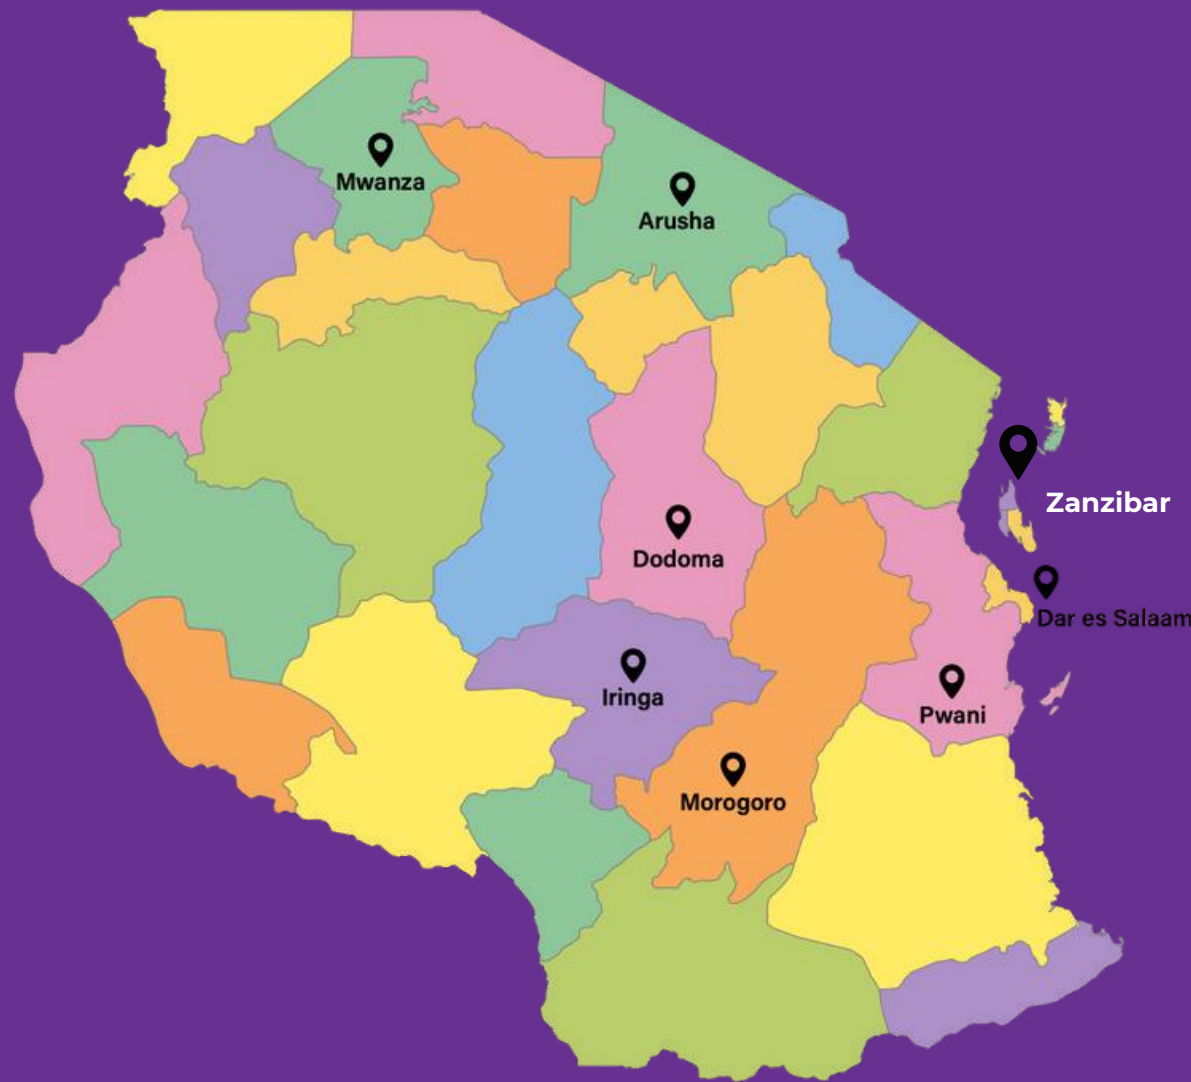 Mwanza
Arusha
Zanzibar
Dodoma
Dar es Salaam
Iringa
Pwani
Morogoro